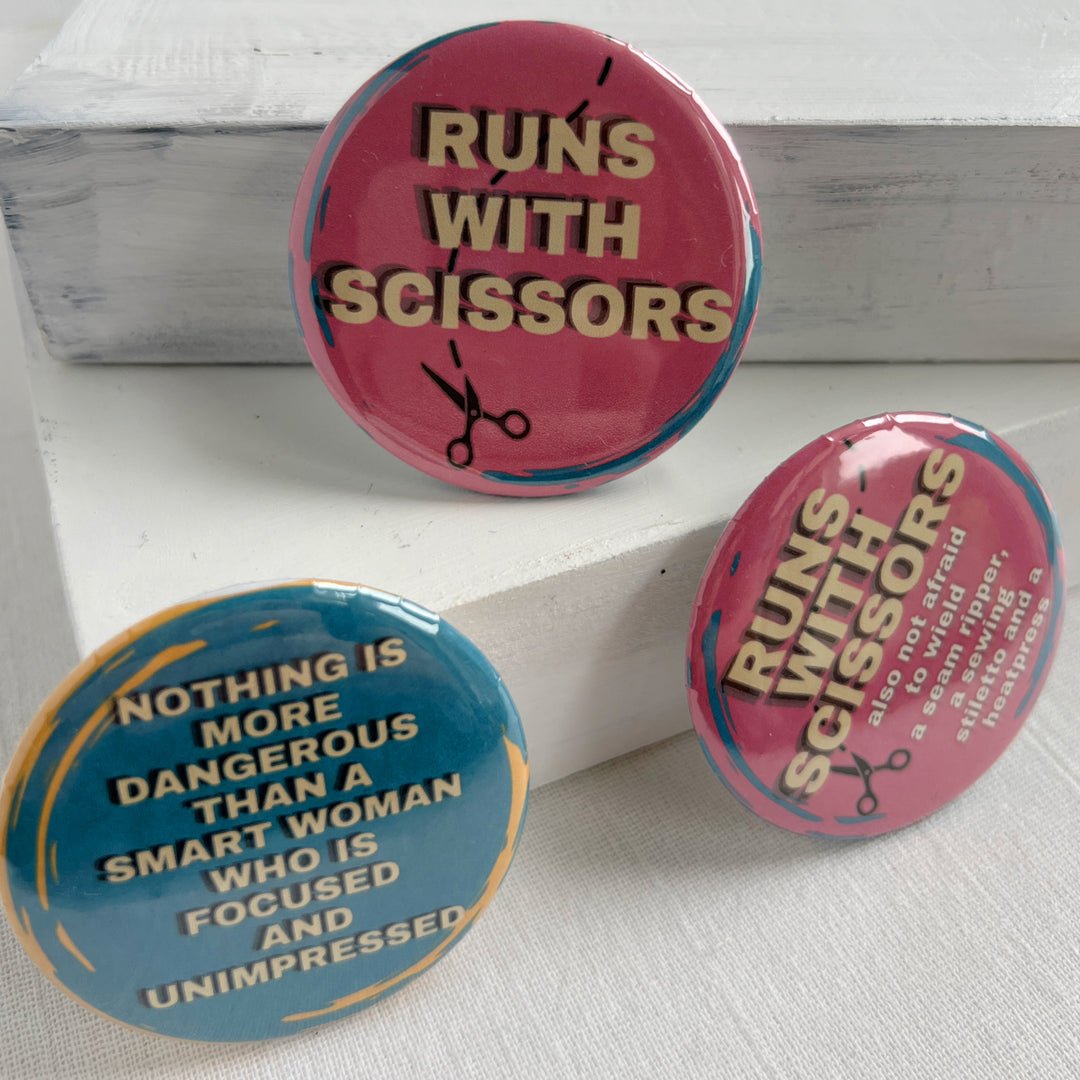 RUNS
WITH
SCISSORS
RUNS
WITH
SCISSORS
also not afraid
to wield
a seam ripper,
a sewing
stiletto and a
heatpress
NOTHING IS
MORE
DANGEROUS
THAN A
SMART WOMAN
WHO IS
FOCUSED
AND
UNIMPRESSED